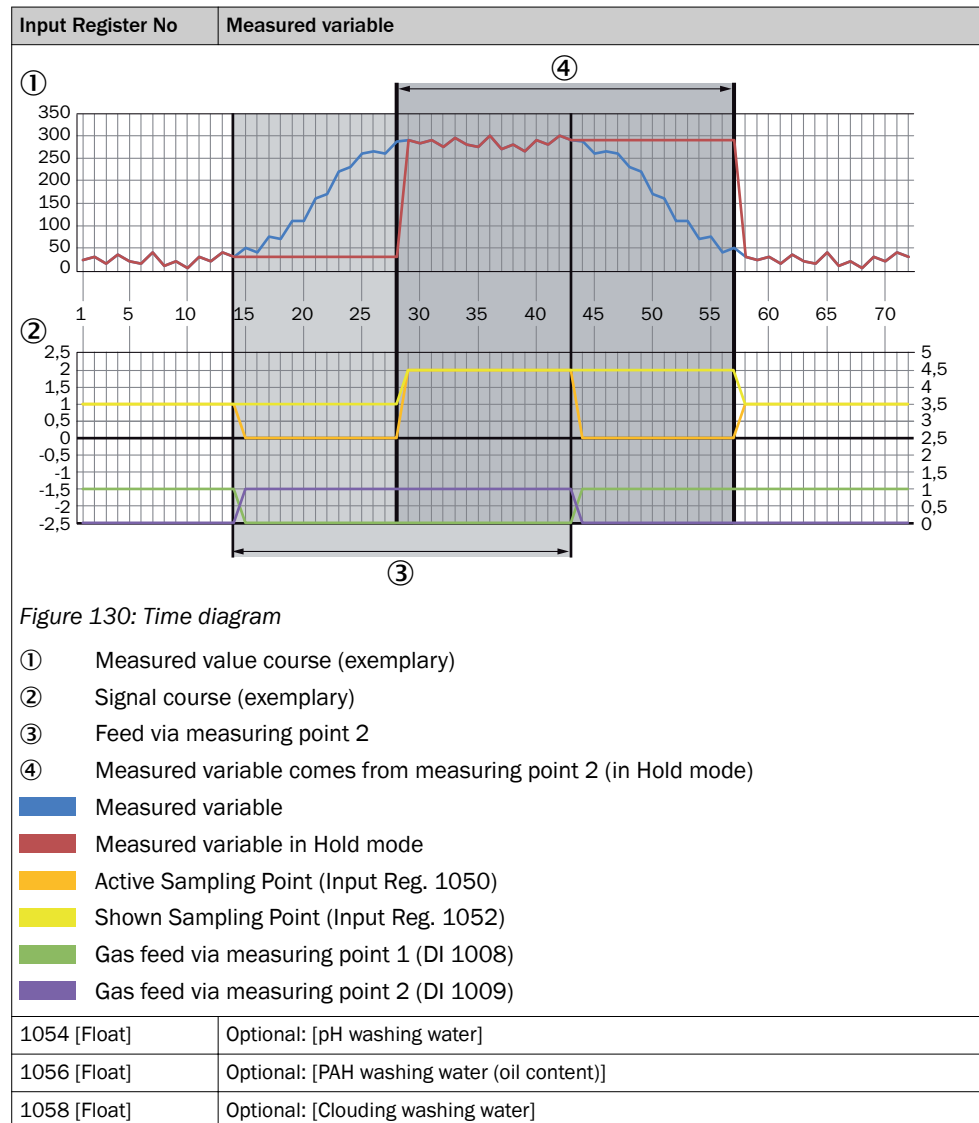 Input Register No Measured variable
④
①
350
300
250
200
150
100
50
0
1 5 10 15 20 25 30 35 40 45 50 55 60 65 70
②
2,5 5
2 4,5
1,5 4
1 3,5
0,5 3
0 2,5
-0,5 2
-1 1,5
-1,5 1
-2 0,5
-2,5 0
③
Figure 130: Time diagram
① Measured value course (exemplary)
② Signal course (exemplary)
③ Feed via measuring point 2
④ Measured variable comes from measuring point 2 (in Hold mode)
Measured variable
Measured variable in Hold mode
Active Sampling Point (Input Reg. 1050)
Shown Sampling Point (Input Reg. 1052)
Gas feed via measuring point 1 (DI 1008)
Gas feed via measuring point 2 (DI 1009)
1054 [Float] Optional: [pH washing water]
1056 [Float] Optional: [PAH washing water (oil content)]
1058 [Float] Optional: [Clouding washing water]